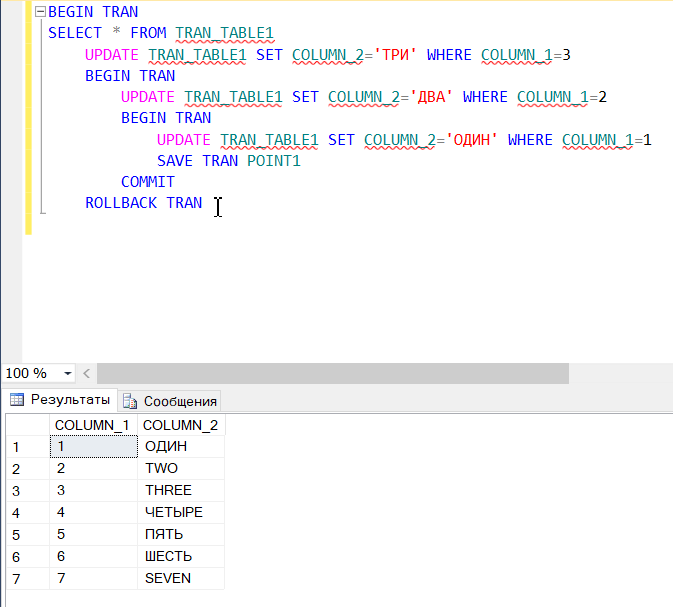 BEGIN TRAN
SELECT * FROM TRAN_TABLE1
UPDATE TRAN_TABLE1 SET COLUMN_2='ТРИ' WHERE COLUMN_1=3
BEGIN TRAN
UPDATE TRAN_TABLE1 SET COLUMN_2='ДВА' WHERE COLUMN_1=2
BEGIN TRAN
UPDATE TRAN_TABLE1 SET COLUMN_2='ОДИН' WHERE COLUMN_1=1
SAVE TRAN POINT1
COMMIT
ROLLBACK TRAN
100 %
Результаты Сообщения
COLUMN_1 COLUMN_2
1 1 ОДИН
2 2 TWO
3 3 THREE
4 4 ЧЕТЫРЕ
5 5 ПЯТЬ
6 6 ШЕСТЬ
7 7 SEVEN